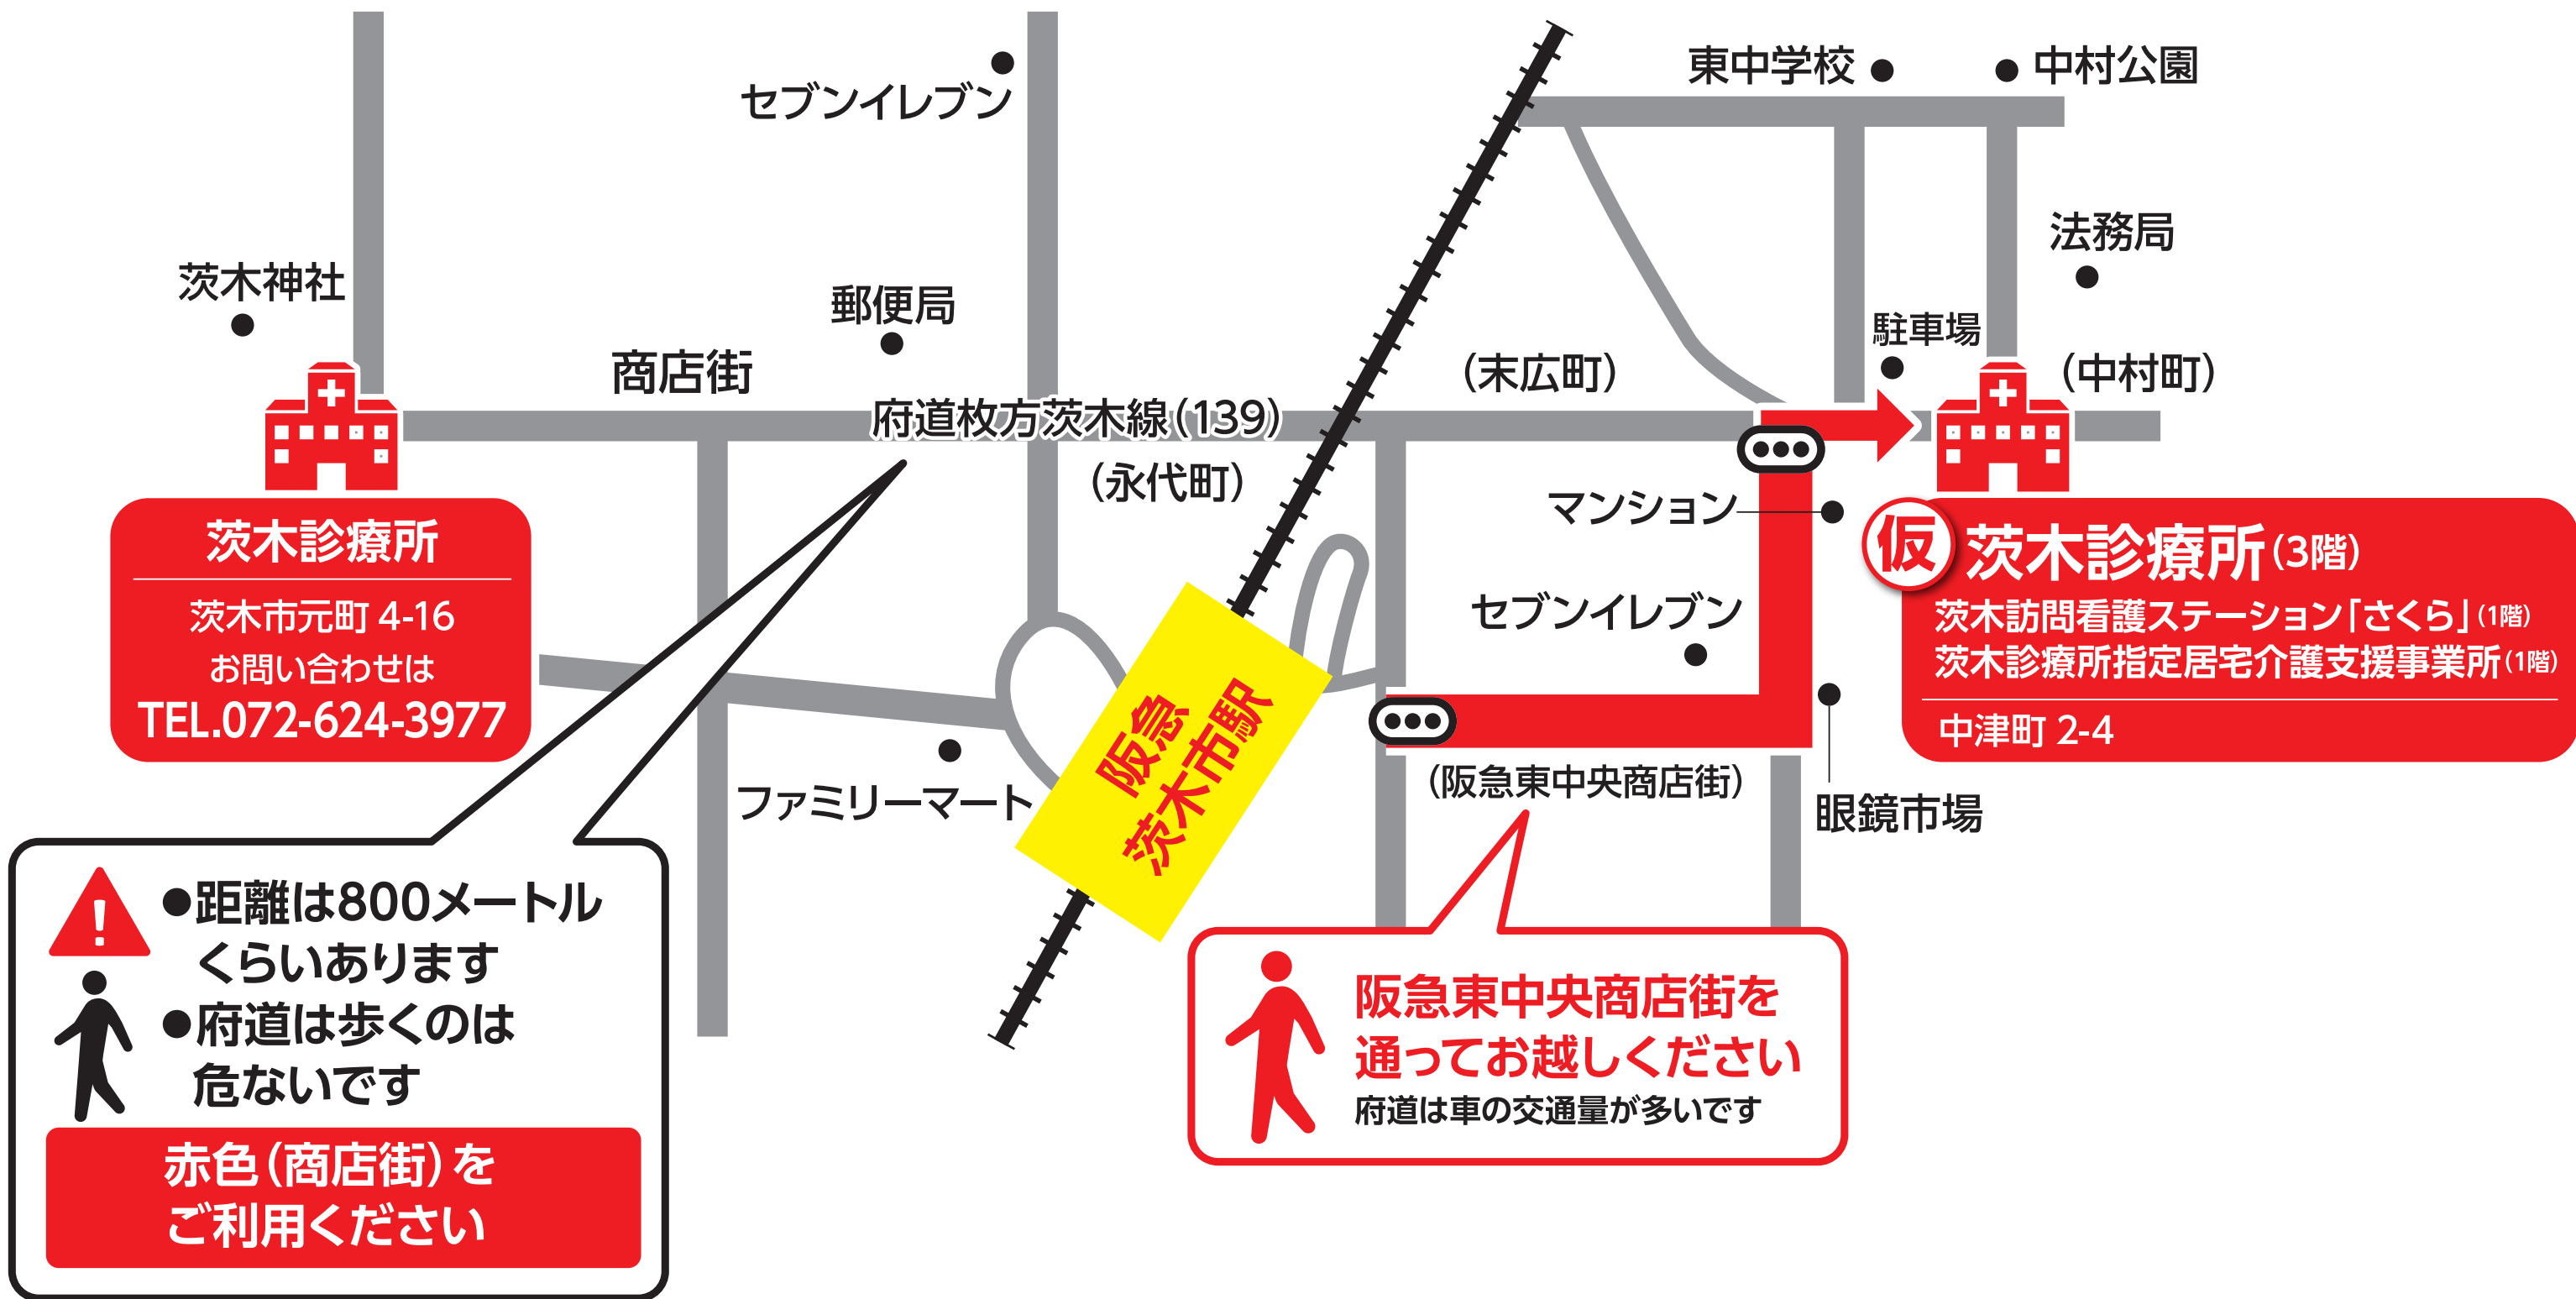 セブンイレブン
東中学校
中村公園
茨木神社
郵便局
商店街
法務局
駐車場
(末広町)
(中村町)
府道枚方茨木線(139)
(永代町)
マンション
セブンイレブン
茨木診療所
茨木市元町 4-16
お問い合わせは
TEL.072-624-3977
仮
茨木診療所(3階)
茨木訪問看護ステーション「さくら」(1階)
茨木診療所指定居宅介護支援事業所(1階)
中津町 2-4
阪急
茨木市駅
ファミリーマート
(阪急東中央商店街)
眼鏡市場
!
●距離は800メートル
くらいあります
●府道は歩くのは
危ないです
赤色(商店街)を
ご利用ください
阪急東中央商店街を
通ってお越しください
府道は車の交通量が多いです